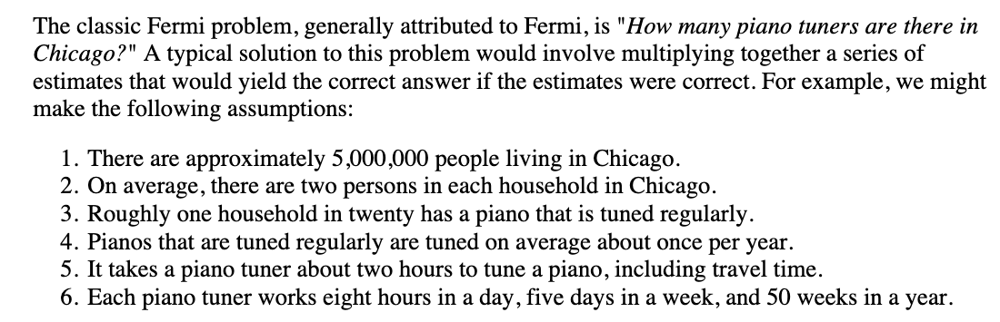 The classic Fermi problem, generally attributed to Fermi, is "How many piano tuners are there in
Chicago?" A typical solution to this problem would involve multiplying together a series of
estimates that would yield the correct answer if the estimates were correct. For example, we might
make the following assumptions:
1. There are approximately 5,000,000 people living in Chicago.
2. On average, there are two persons in each household in Chicago.
3. Roughly one household in twenty has a piano that is tuned regularly.
4. Pianos that are tuned regularly are tuned on average about once per year.
5. It takes a piano tuner about two hours to tune a piano, including travel time.
6. Each piano tuner works eight hours in a day, five days in a week, and 50 weeks in a year.